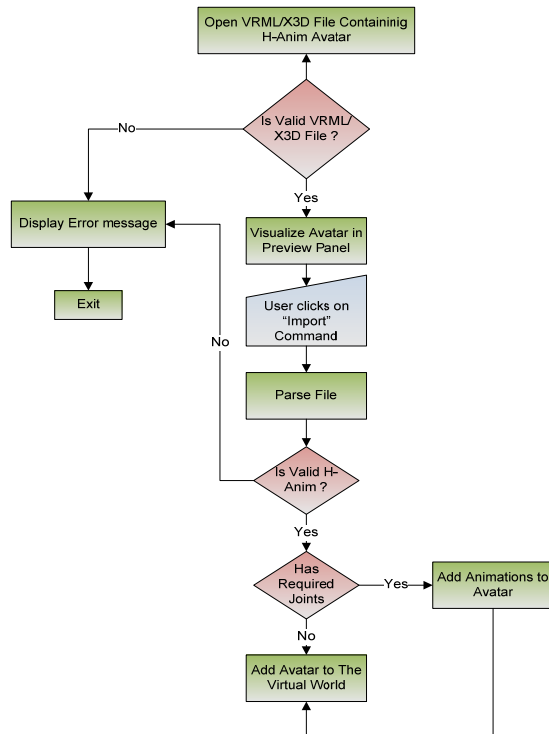 Open VRML/X3D File Containinig
H-Anim Avatar
Is Valid VRML/
X3D File ?
No
Yes
Display Error message
Visualize Avatar in
Preview Panel
Exit
User clicks on
“Import”
Command
No
Parse File
Is Valid H-
Anim ?
Yes
Has
Required
Joints
Yes
Add Animations to
Avatar
No
Add Avatar to The
Virtual World